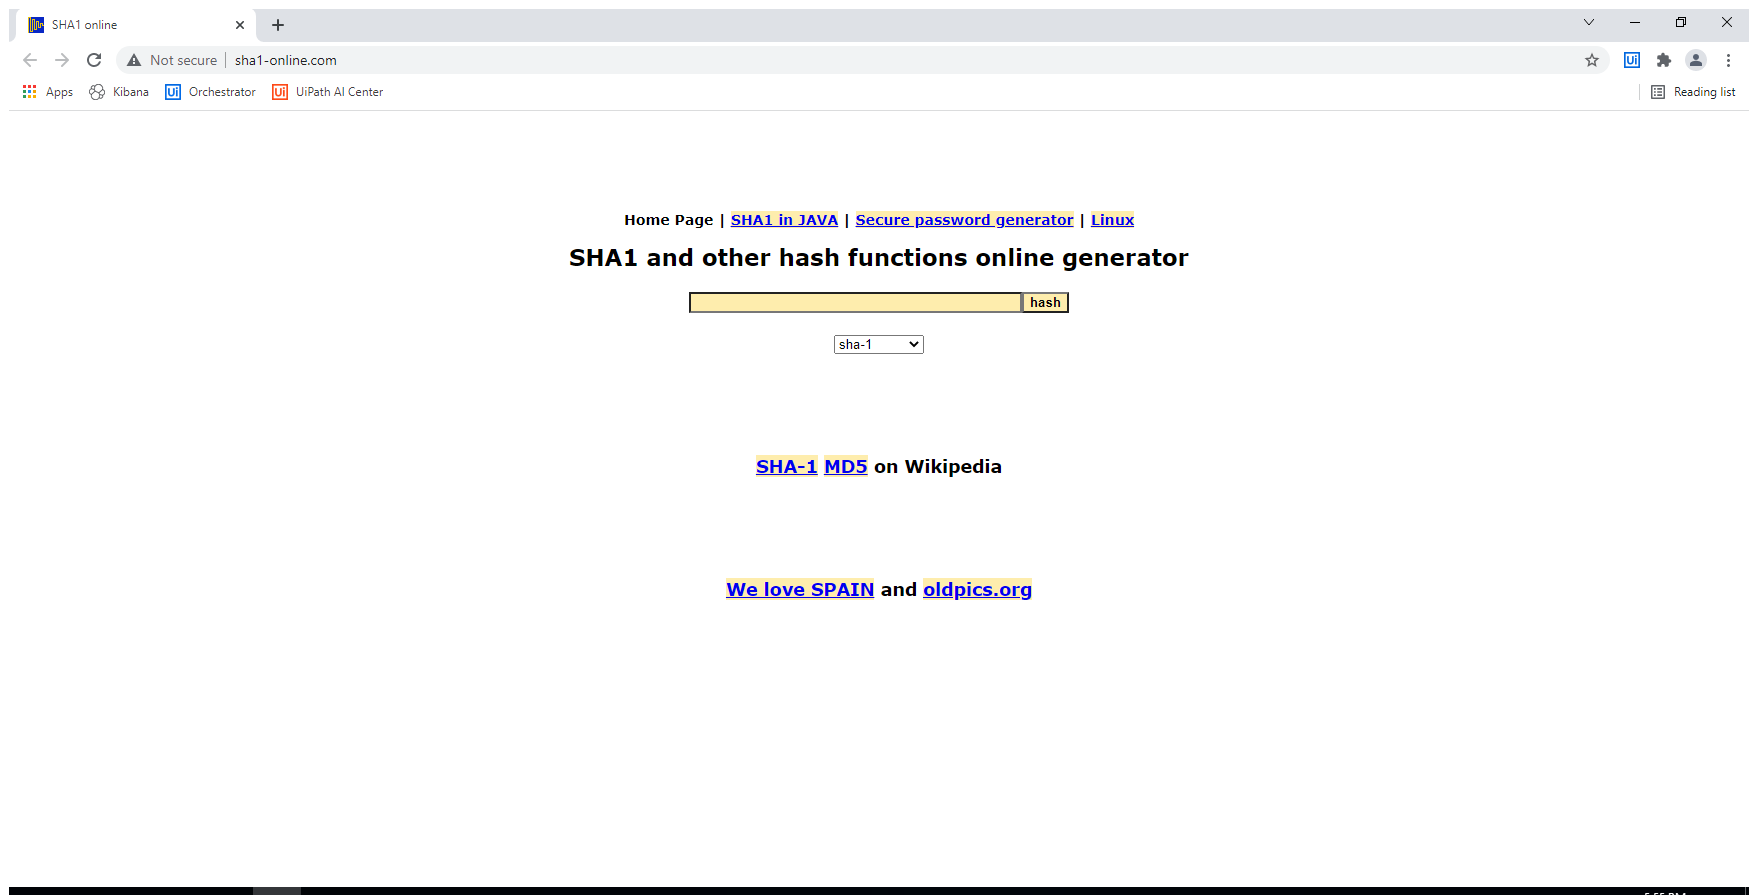 SHA1 online
Not secure sha1-online.com
Apps Kibana Ui Orchestrator Ui UiPath AI Center Reading list
Home Page | SHA1 in JAVA | Secure password generator | Linux
SHA1 and other hash functions online generator
hash
sha-1
SHA-1 MD5 on Wikipedia
We love SPAIN and oldpics.org